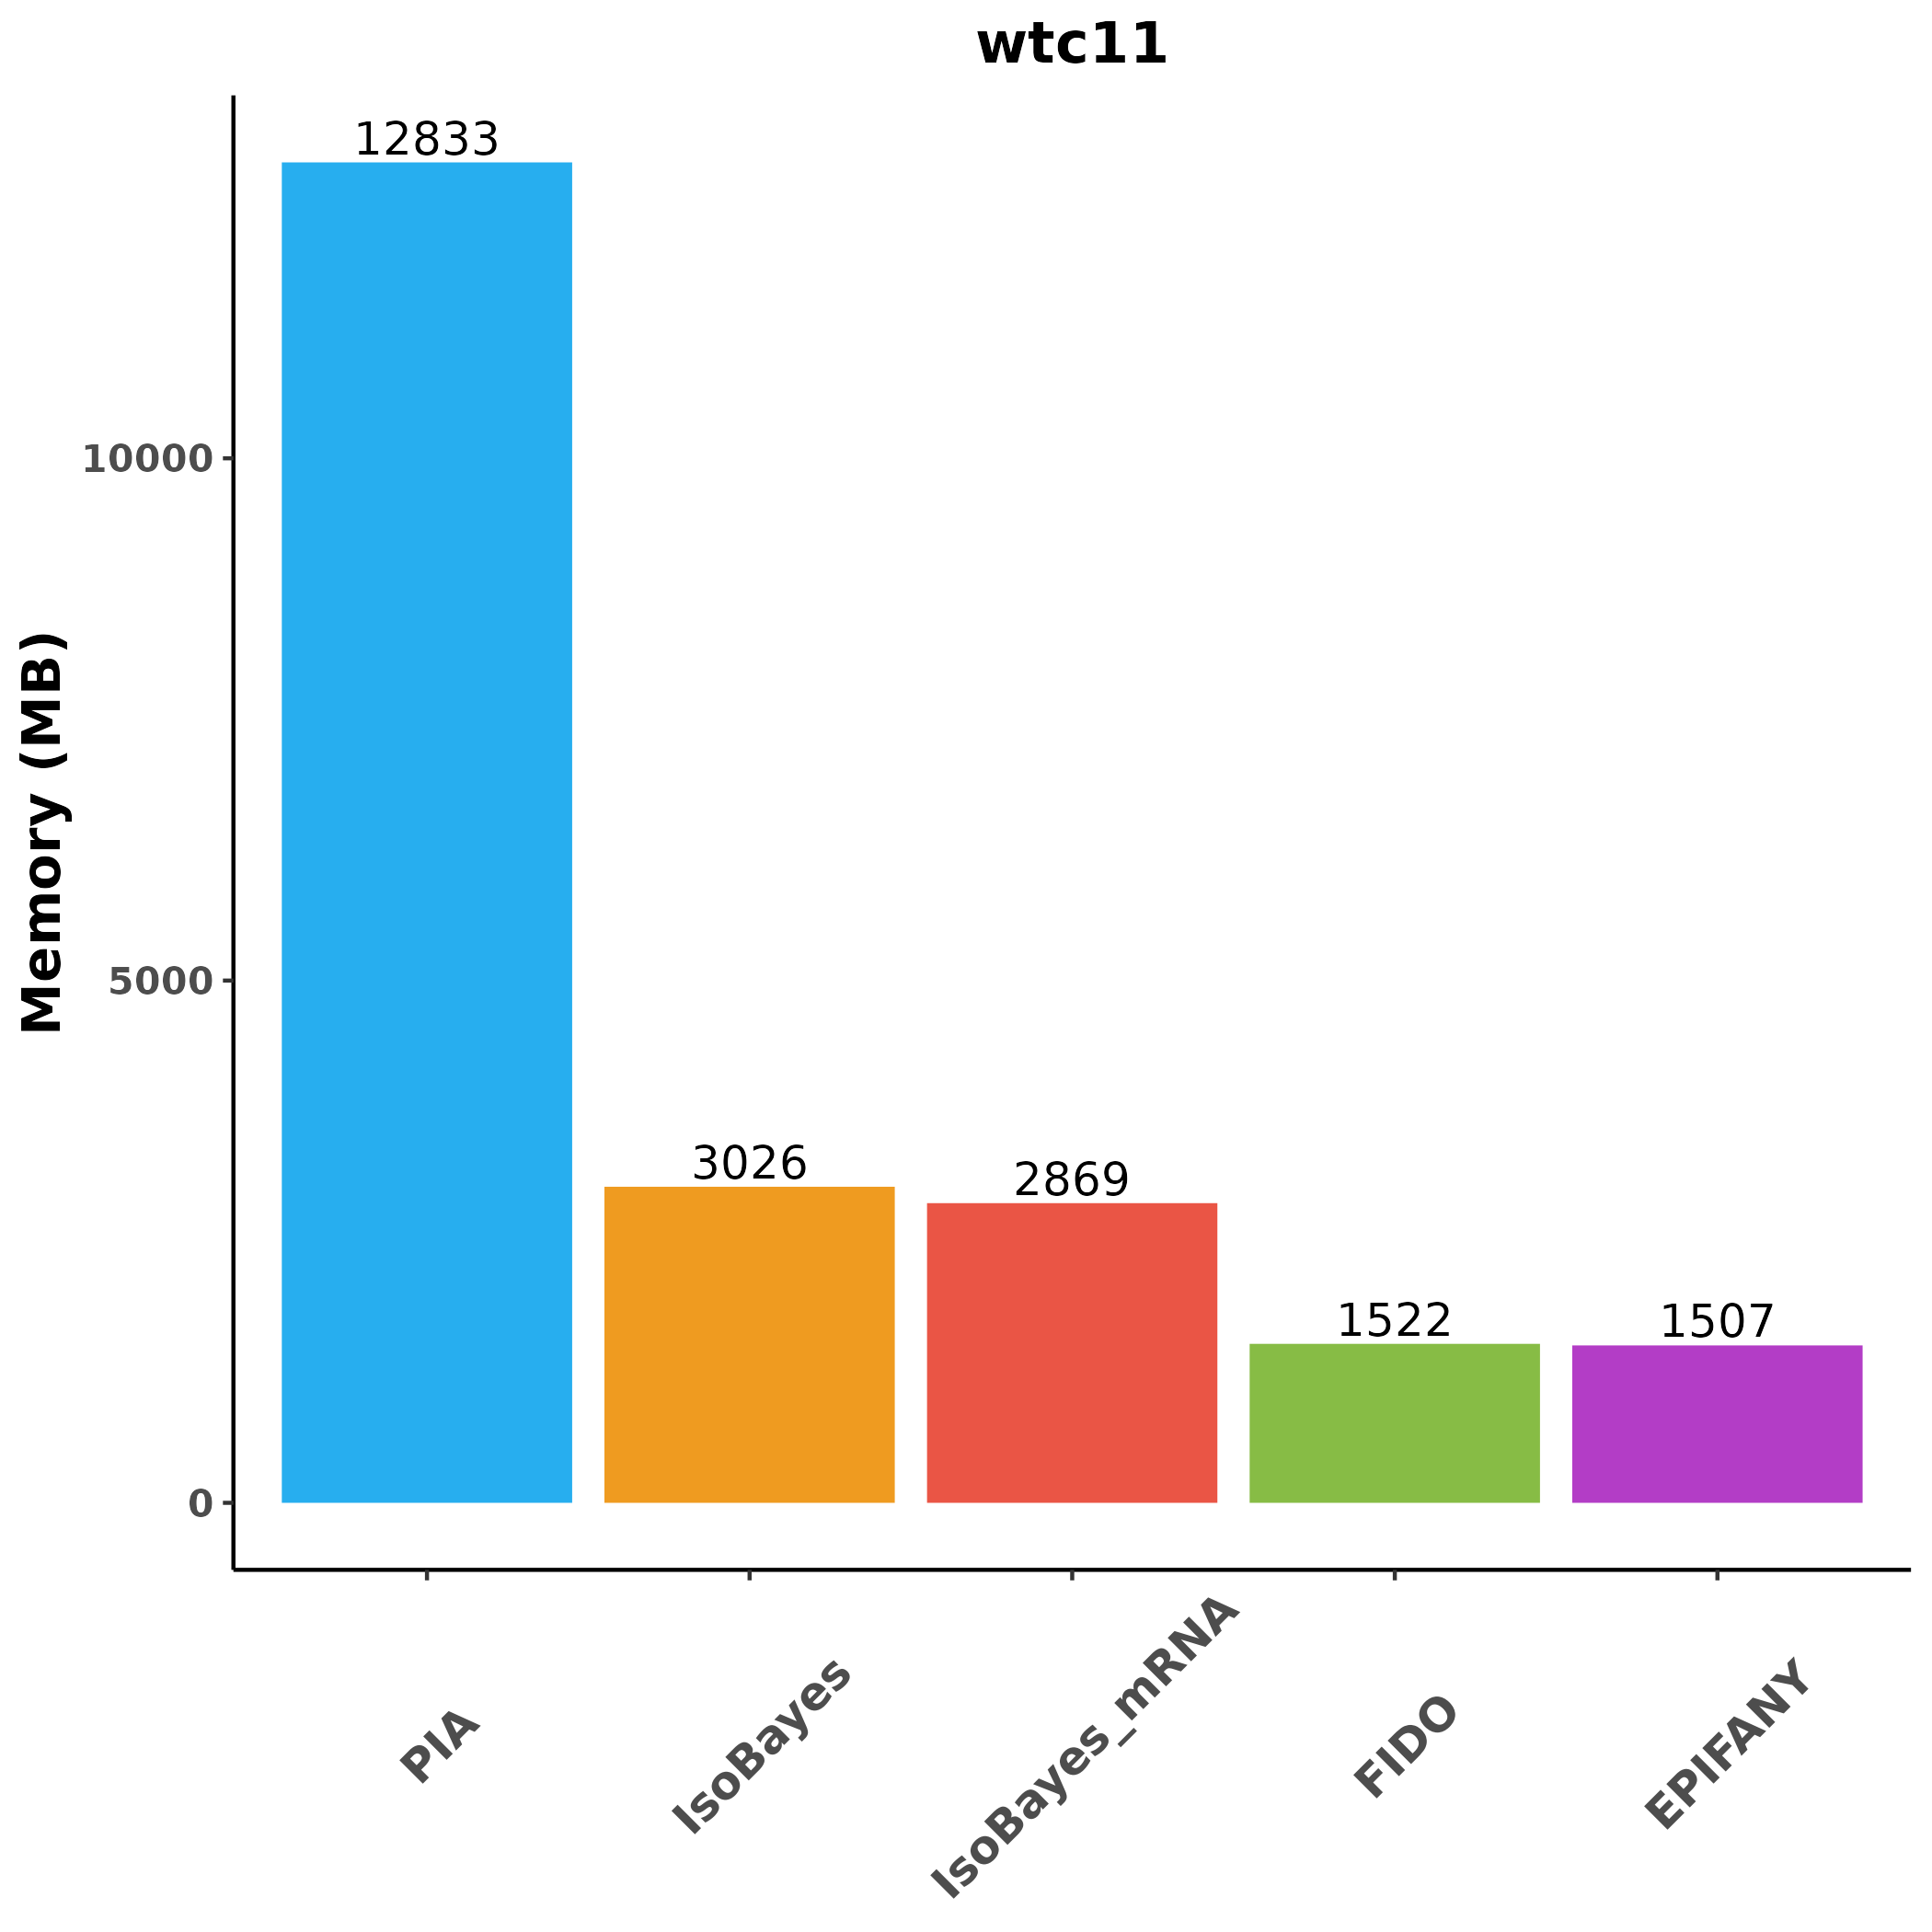 wtc11
Memory (MB)
10000
5000
0
12833
3026
2869
1522
1507
PIA
IsoBayes
IsoBayes_mRNA
FIDO
EPIFANY